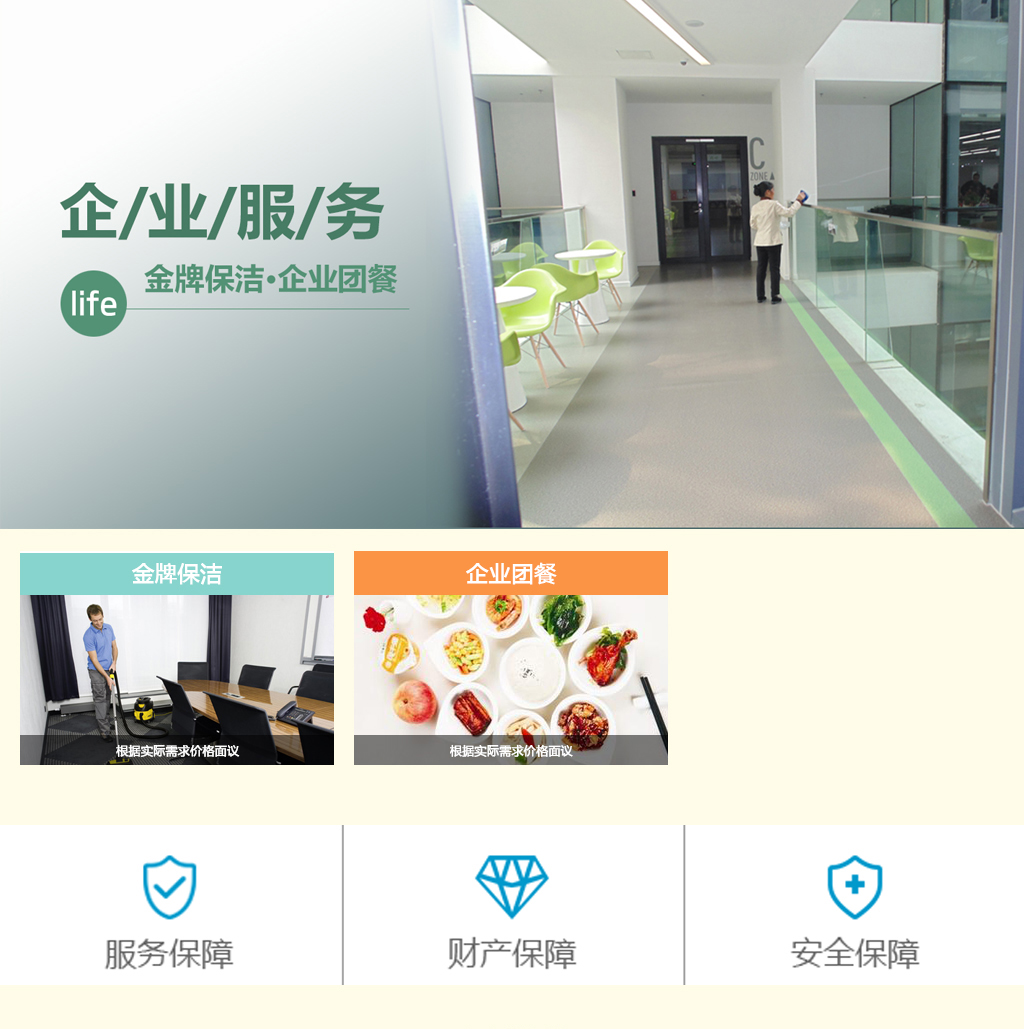 企/业/服/务
金牌保洁•企业团餐
life
C
ZONE
金牌保洁
企业团餐
根据实际需求价格面议
根据实际需求价格面议
服务保障
财产保障
安全保障